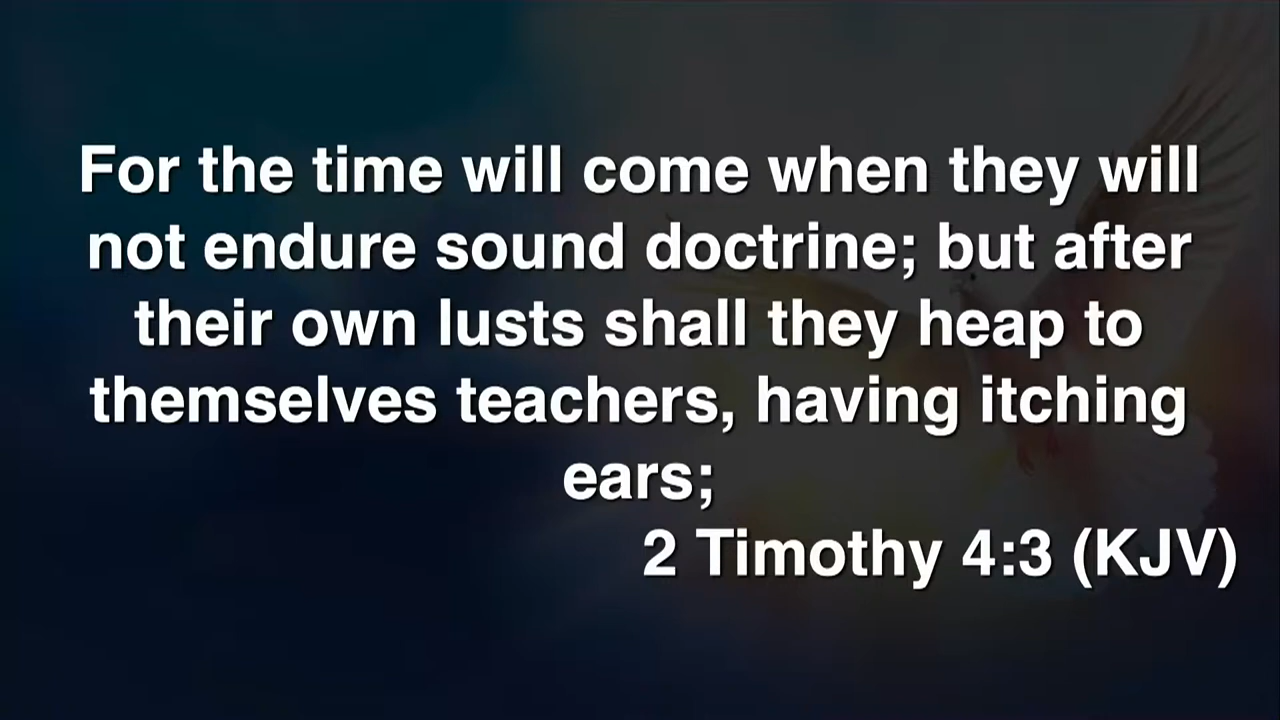 For the time will come when they will
not endure sound doctrine; but after
their own lusts shall they heap to
themselves teachers, having itching
ears;
2 Timothy 4:3 (KJV)